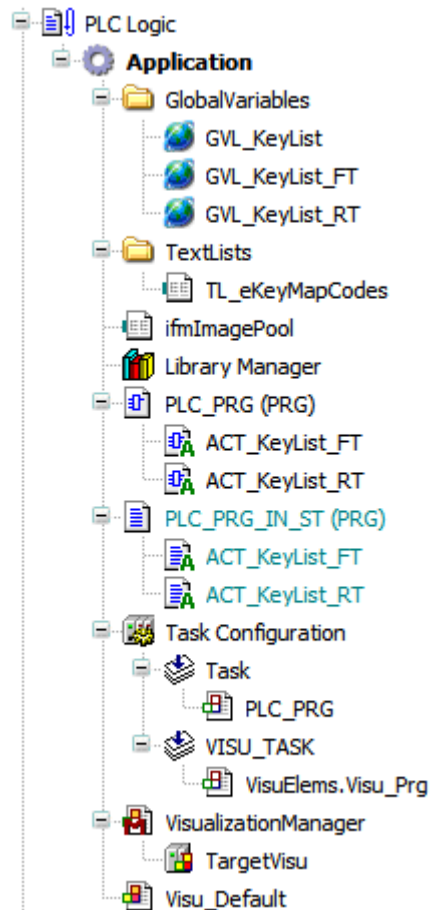 PLC Logic
Application
GlobalVariables
GVL_KeyList
GVL_KeyList_FT
GVL_KeyList_RT
TextLists
TL_eKeyMapCodes
ifmImagePool
Library Manager
PLC_PRG (PRG)
ACT_KeyList_FT
ACT_KeyList_RT
PLC_PRG_IN_ST (PRG)
ACT_KeyList_FT
ACT_KeyList_RT
Task Configuration
Task
PLC_PRG
VISU_TASK
VisuElems.Visu_Prg
VisualizationManager
TargetVisu
Visu_Default